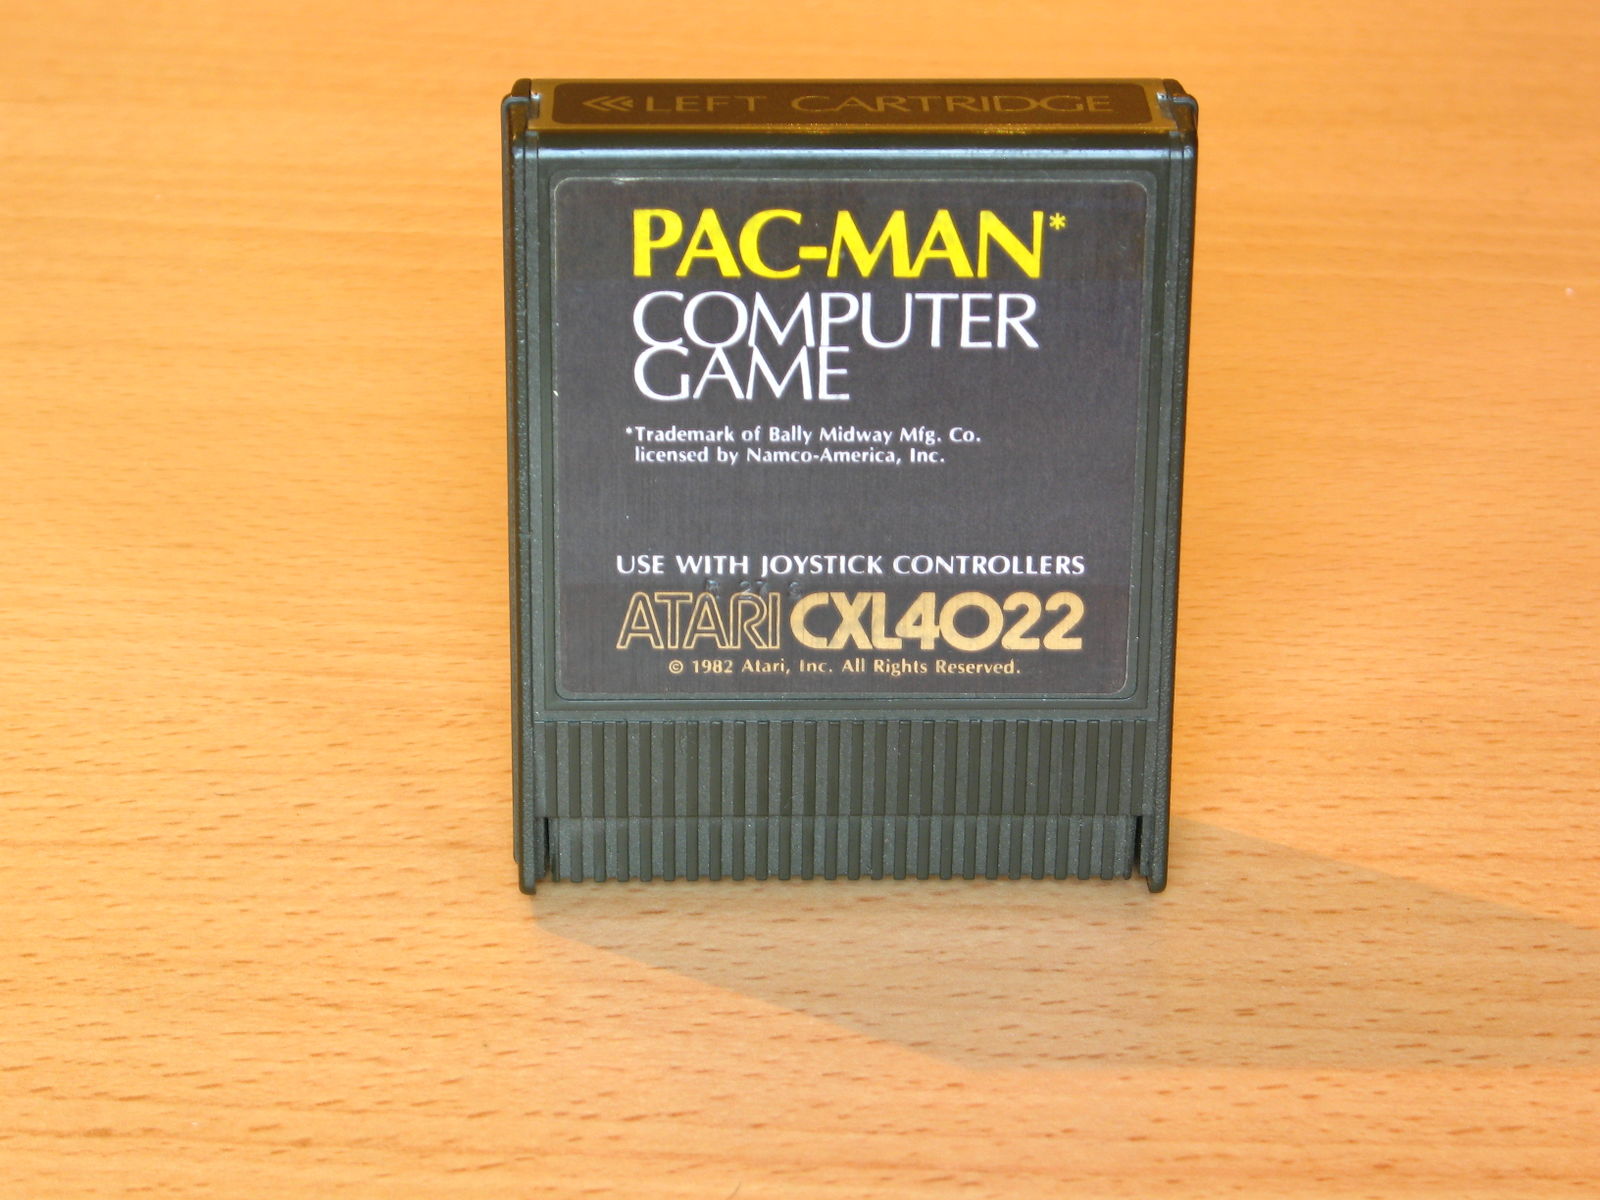 LEFT CARTRIDGE
PAC-MAN*
COMPUTER
GAME
*Trademark of Bally Midway Mfg. Co.
licensed by Namco-America, Inc.
USE WITH JOYSTICK CONTROLLERS
ATARI CXL4022
© 1982 Atari, Inc. All Rights Reserved.